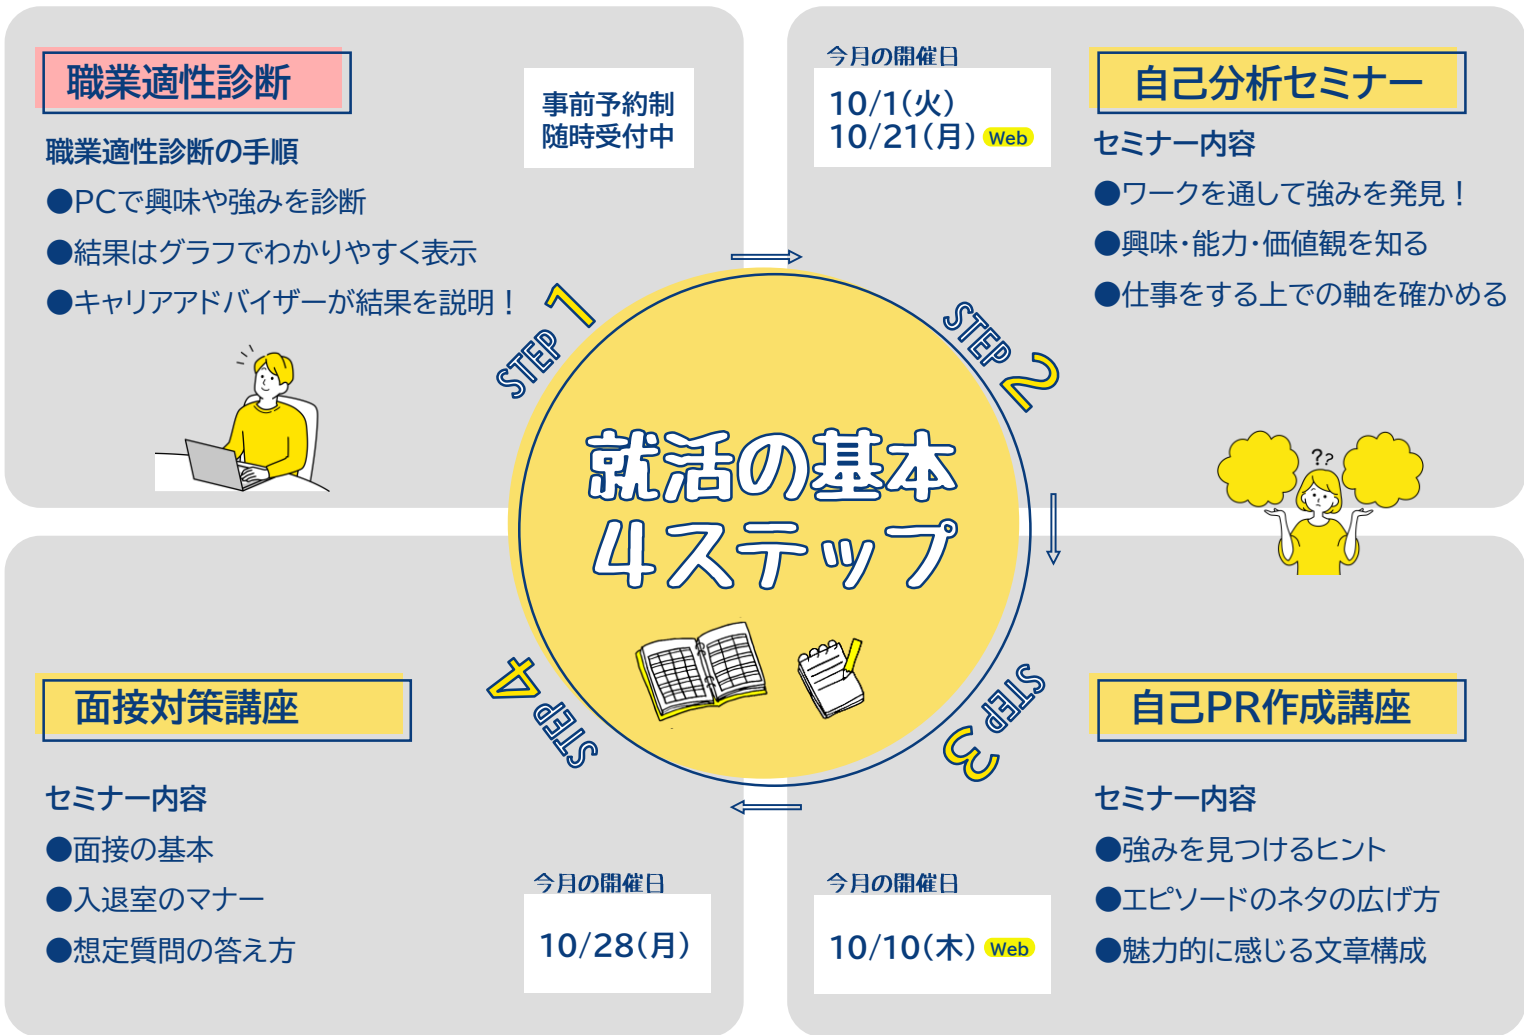 職業適性診断
事前予約制
随時受付中
職業適性診断の手順
●PCで興味や強みを診断
●結果はグラフでわかりやすく表示
●キャリアアドバイザーが結果を説明！
STEP 1
今月の開催日
10/1(火)
10/21(月) Web
自己分析セミナー
セミナー内容
●ワークを通して強みを発見！
●興味・能力・価値観を知る
●仕事をする上での軸を確かめる
STEP 2
??
就活の基本
4ステップ
自己PR作成講座
セミナー内容
●強みを見つけるヒント
●エピソードのネタの広げ方
●魅力的に感じる文章構成
STEP 3
今月の開催日
10/10(木) Web
面接対策講座
セミナー内容
●面接の基本
●入退室のマナー
●想定質問の答え方
STEP 4
今月の開催日
10/28(月)